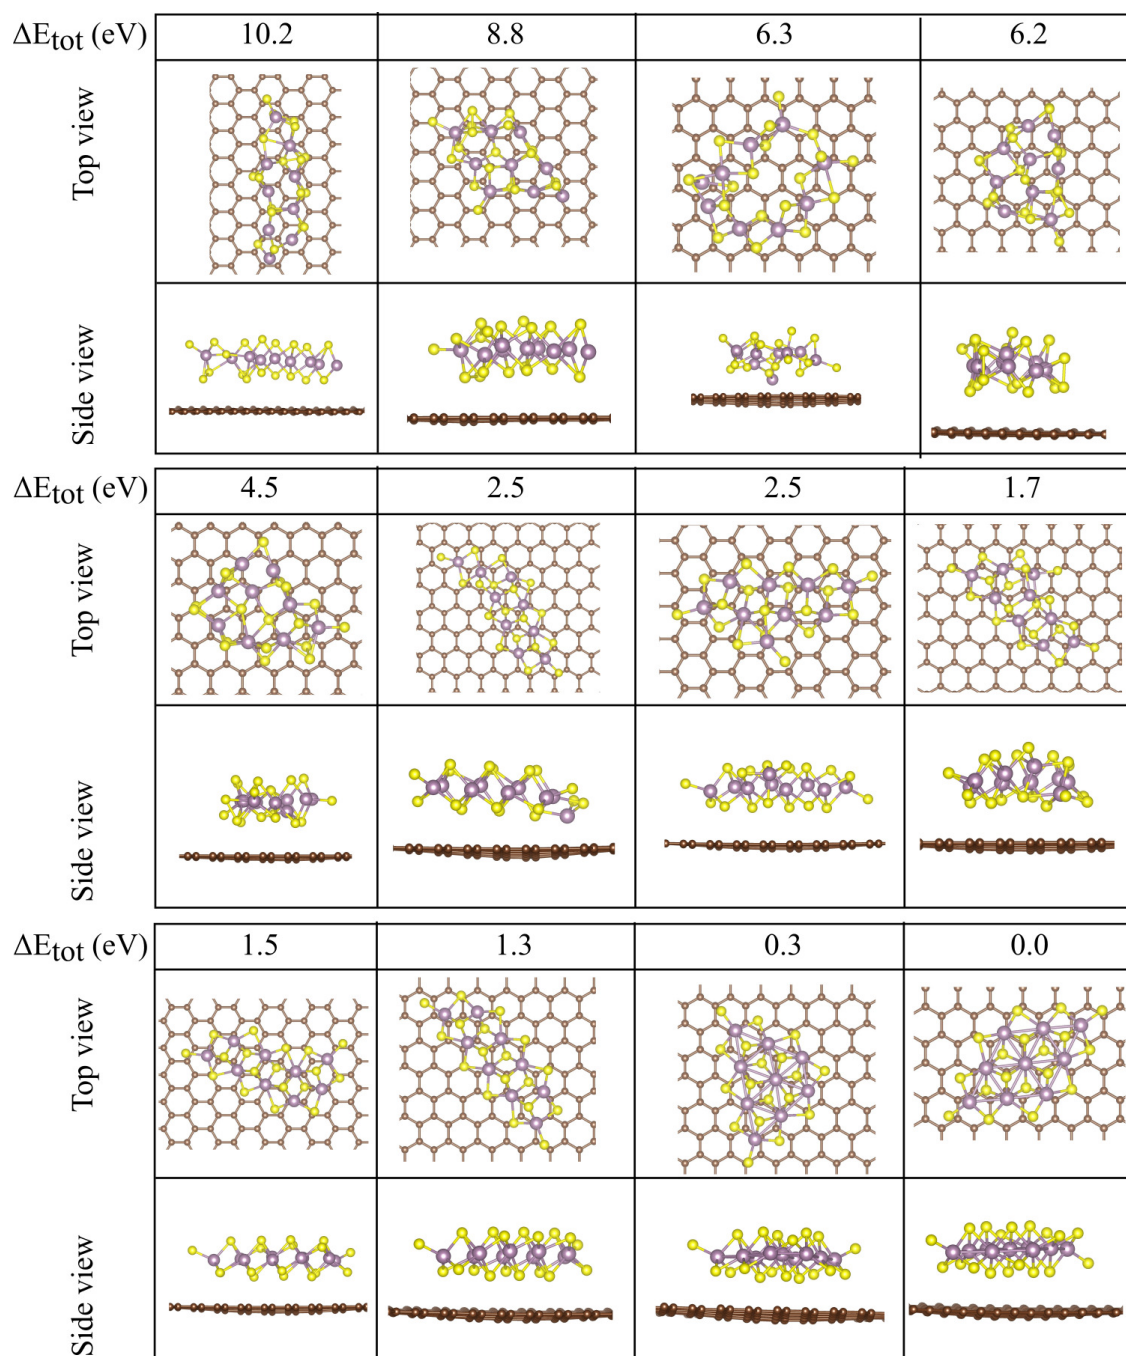 ΔEtot (eV) 10.2 8.8 6.3 6.2
Top view
Side view
ΔEtot (eV) 4.5 2.5 2.5 1.7
Top view
Side view
ΔEtot (eV) 1.5 1.3 0.3 0.0
Top view
Side view